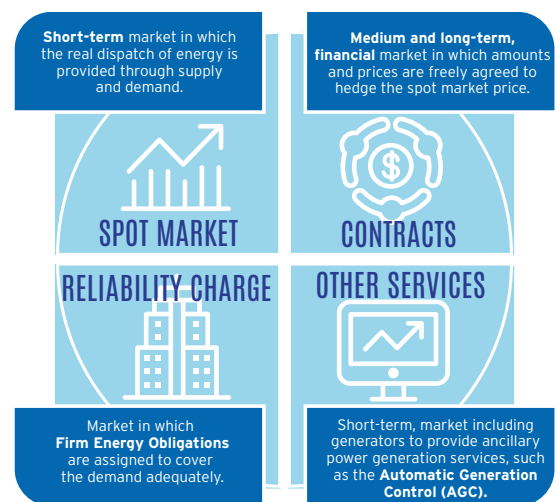 Short-term market in which
the real dispatch of energy is
provided through supply
and demand.
Medium and long-term,
financial market in which amounts
and prices are freely agreed to
hedge the spot market price.
$
SPOT MARKET
CONTRACTS
RELIABILITY CHARGE
OTHER SERVICES
Market in which
Firm Energy Obligations
are assigned to cover
the demand adequately.
Short-term, market including
generators to provide ancillary
power generation services, such
as the Automatic Generation
Control (AGC).